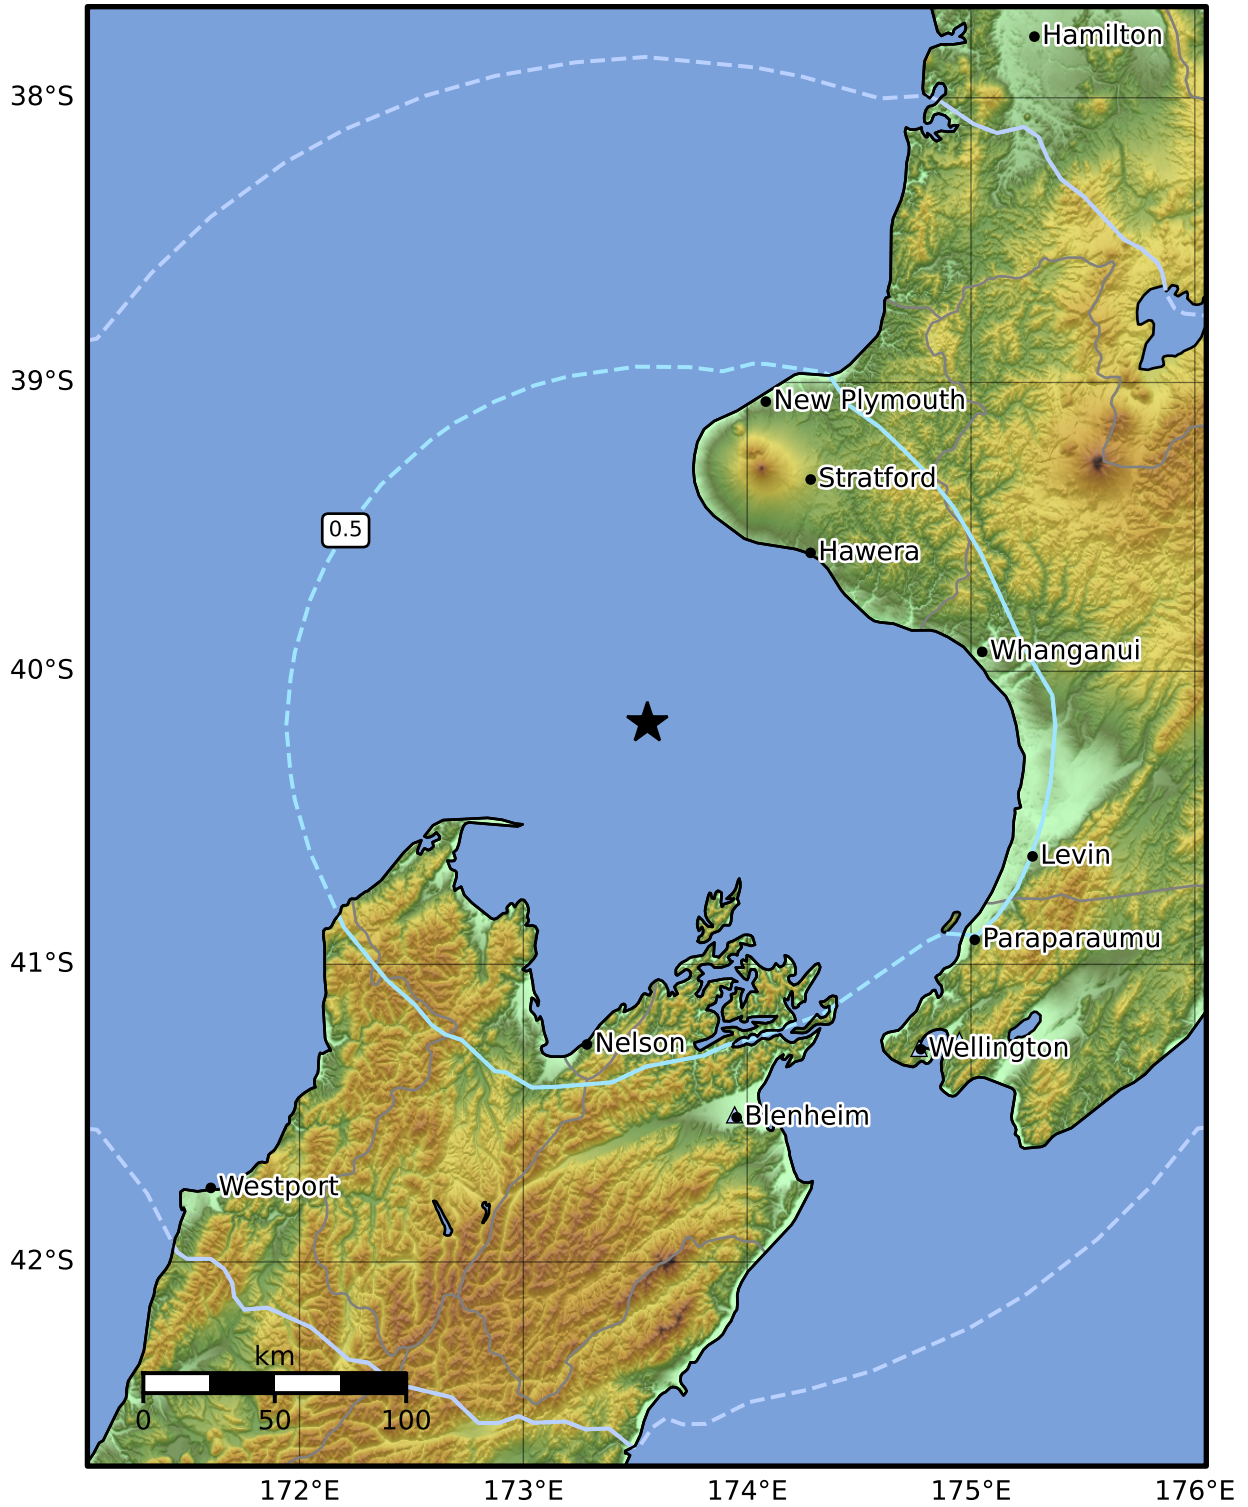 Hamilton
38°S
39°S
New Plymouth
Stratford
0.5
Hawera
Whanganui
40°S
Levin
Paraparaumu
41°S
Nelson
Wellington
Blenheim
Westport
42°S
km
0 50 100
172°E 173°E 174°E 175°E 176°E